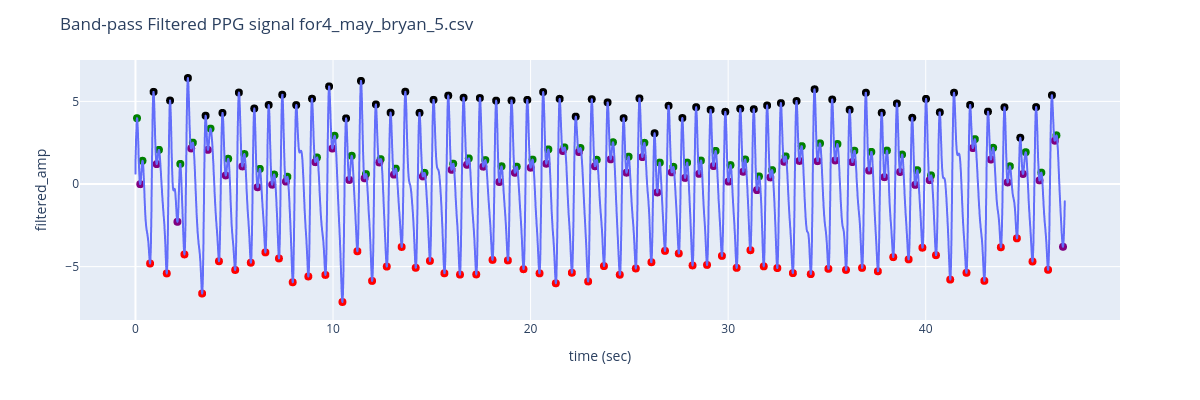 Band-pass Filtered PPG signal for4_may_bryan_5.csv
5
0
−5
filtered_amp
0 10 20 30 40
time (sec)